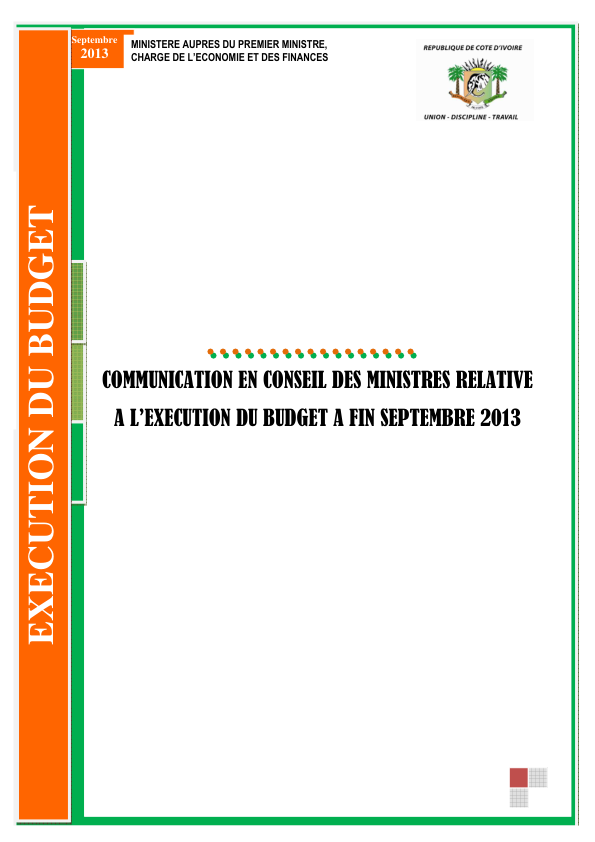 Septembre
2013
MINISTERE AUPRES DU PREMIER MINISTRE,
CHARGE DE L'ECONOMIE ET DES FINANCES
REPUBLIQUE DE COTE D'IVOIRE
UNION - DISCIPLINE - TRAVAIL
EXECUTION DU BUDGET
COMMUNICATION EN CONSEIL DES MINISTRES RELATIVE
A L'EXECUTION DU BUDGET A FIN SEPTEMBRE 2013